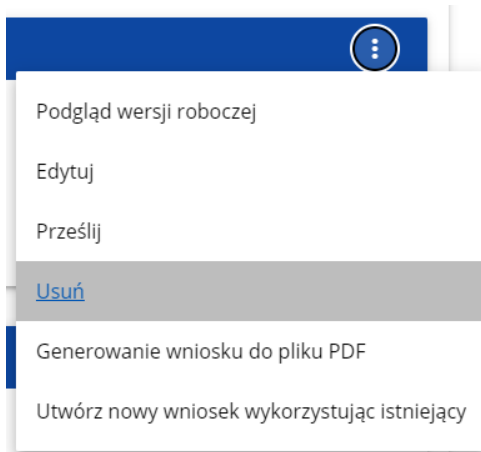 Podgląd wersji roboczej
Edytuj
Prześlij
Usuń
Generowanie wniosku do pliku PDF
Utwórz nowy wniosek wykorzystując istniejący